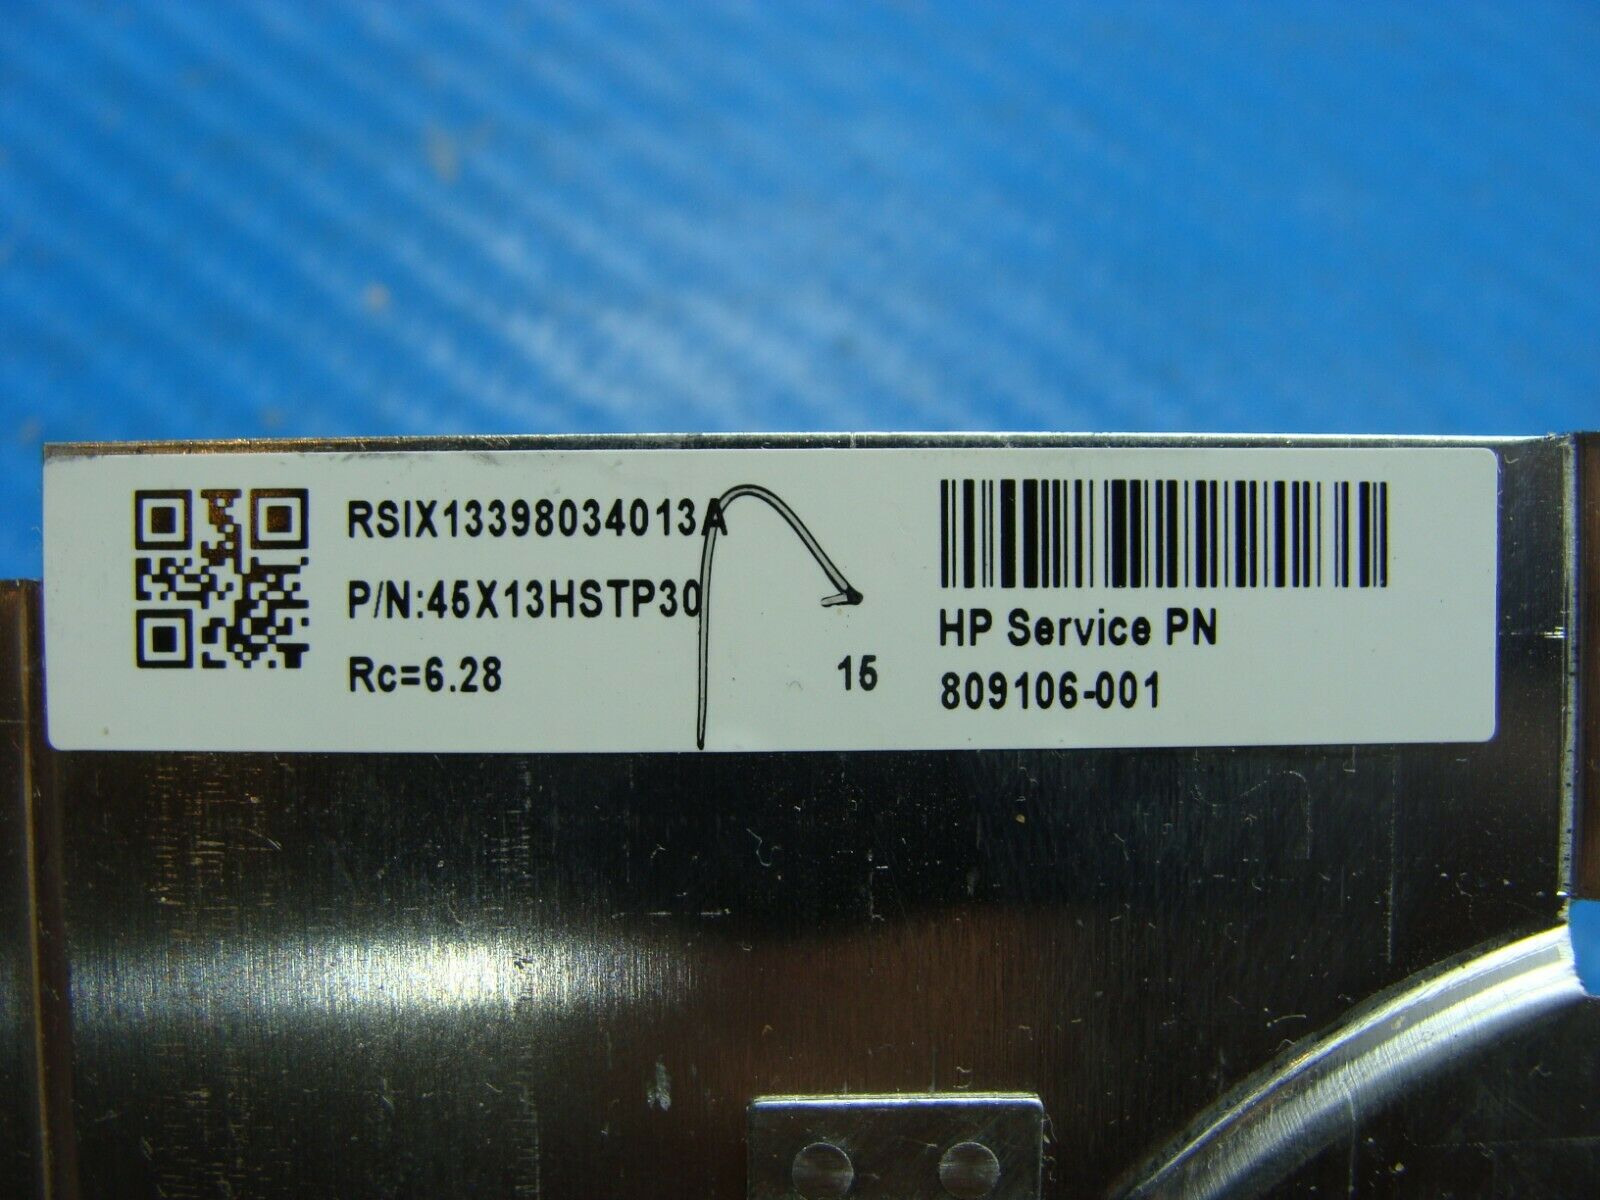 RSIX13398034013A
P/N:45X13HSTP30
Rc=6.28
15
HP Service PN
809106-001